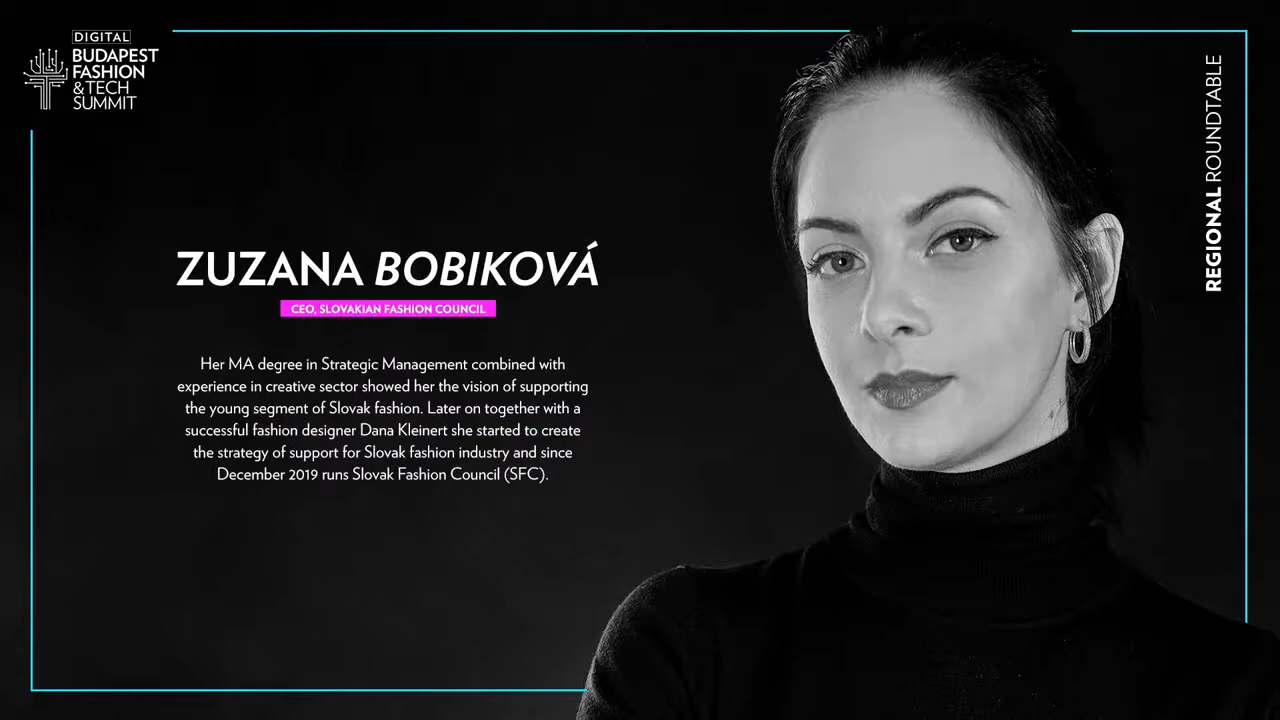 DIGITAL
BUDAPEST
FASHION
&TECH
SUMMIT
REGIONAL ROUNDTABLE
ZUZANA BOBIKOVÁ
CEO, SLOVAKIAN FASHION COUNCIL
Her MA degree in Strategic Management combined with
experience in creative sector showed her the vision of supporting
the young segment of Slovak fashion. Later on together with a
successful fashion designer Dana Kleinert she started to create
the strategy of support for Slovak fashion industry and since
December 2019 runs Slovak Fashion Council (SFC).